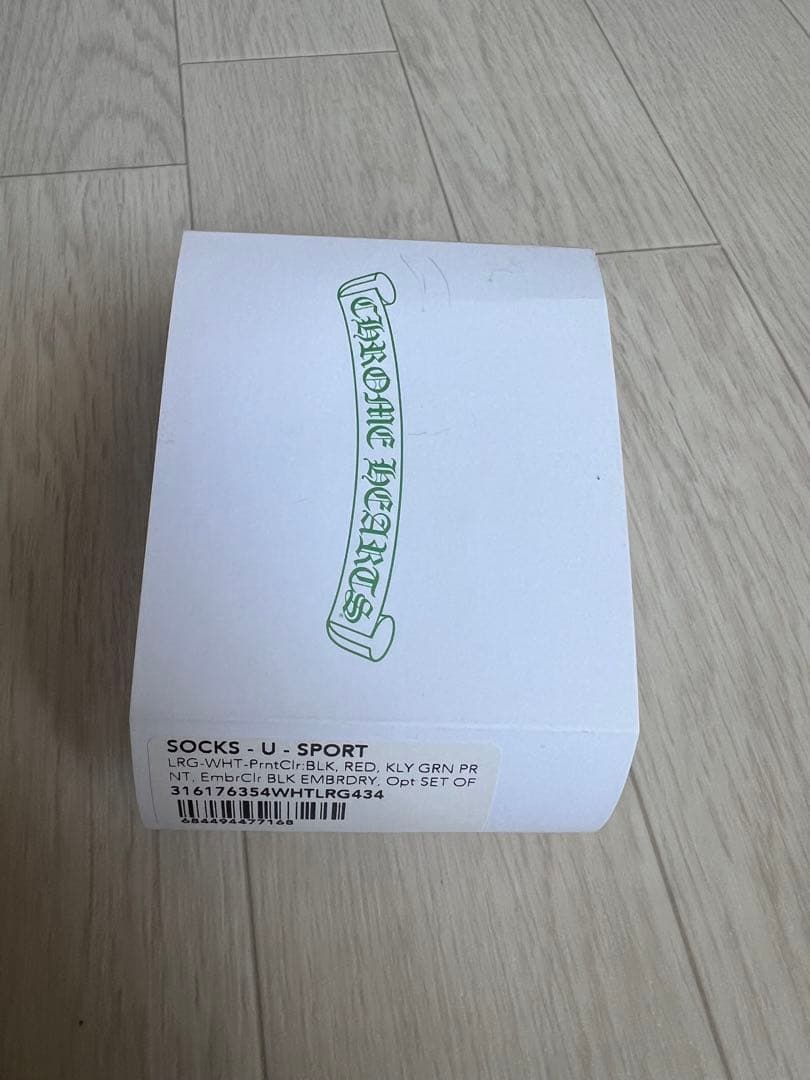 CHROME HEARTS
SOCKS - U - SPORT
LRG-WHT-PrntClr:BLK, RED, KLY GRN PR
NT, EmbrClr BLK EMBRDRY, Opt SET OF
316176354WHTLRG434
684494477168